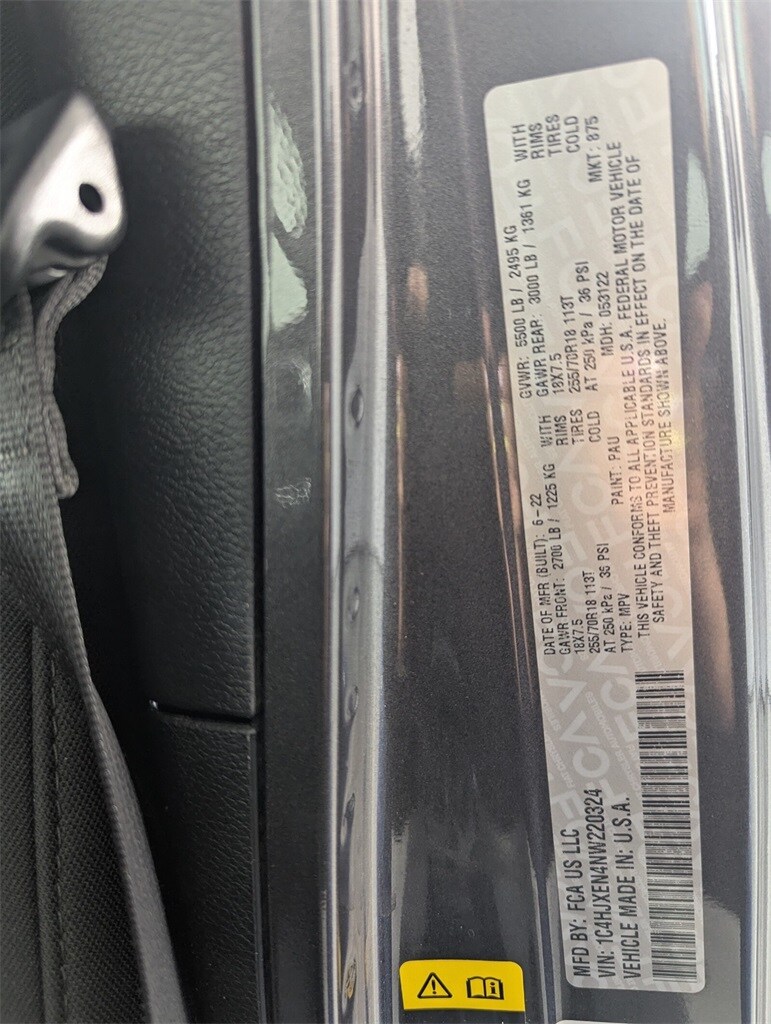 MFD BY: FCA US LLC
DATE OF MFR (BUILT): 6-22
GVWR: 5500 LB / 2495 KG
GAWR FRONT: 2700 LB / 1225 KG WITH
GAWR REAR: 3000 LB / 1361 KG WITH
18X7.5 RIMS
18X7.5 RIMS
255/70R18 113T TIRES
255/70R18 113T TIRES
AT 250 kPa / 36 PSI COLD
AT 250 kPa / 36 PSI COLD
VIN: 1C4HJXEN4NW220324
TYPE: MPV PAINT: PAU MDH: 053122 MKT: 875
VEHICLE MADE IN: U.S.A.
THIS VEHICLE CONFORMS TO ALL APPLICABLE U.S.A. FEDERAL MOTOR VEHICLE
SAFETY AND THEFT PREVENTION STANDARDS IN EFFECT ON THE DATE OF
MANUFACTURE SHOWN ABOVE.